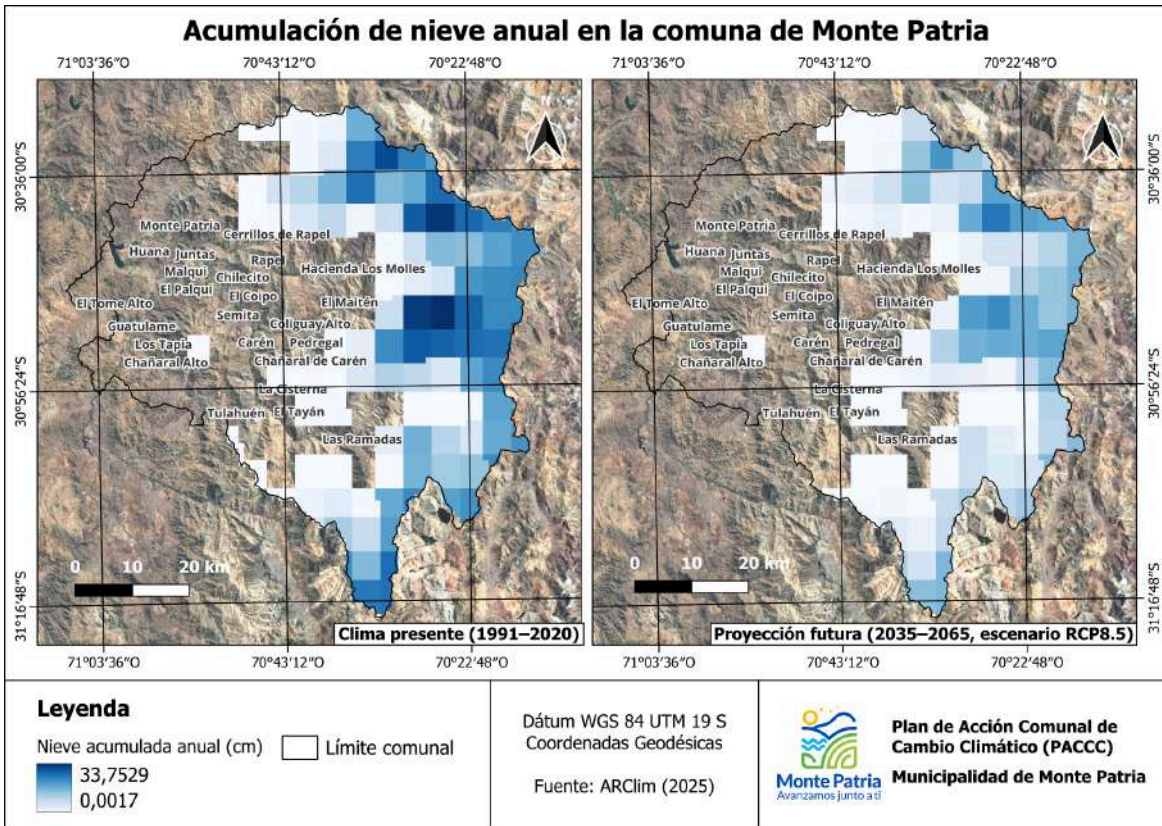 Acumulación de nieve anual en la comuna de Monte Patria
71°03'36"O 70°43'12"O 70°22'48"O
71°03'36"O 70°43'12"O 70°22'48"O
30°36'00"S
30°56'24"S
31°16'48"S
N
Monte Patria
Cerrillos de Rapel
Huana
Juntas
Rapel
Malqui
Chilecito
Hacienda Los Molles
El Palqui
El Coipo
El Tome Alto
El Maitén
Semita
Guatulame
Coliguay Alto
Los Tapia
Carén
Pedregal
Chañaral Alto
Chañaral de Carén
La Cisterna
Tulahuén
El Tayán
Las Ramadas
0 10 20 km
Clima presente (1991–2020)
71°03'36"O 70°43'12"O 70°22'48"O
N
Monte Patria
Cerrillos de Rapel
Huana
Juntas
Rapel
Malqui
Chilecito
Hacienda Los Molles
El Palqui
El Coipo
El Tome Alto
El Maitén
Semita
Guatulame
Coliguay Alto
Los Tapia
Carén
Pedregal
Chañaral Alto
Chañaral de Carén
La Cisterna
Tulahuén
El Tayán
Las Ramadas
0 10 20 km
Proyección futura (2035–2065, escenario RCP8.5)
30°36'00"S
30°56'24"S
31°16'48"S
71°03'36"O 70°43'12"O 70°22'48"O
Leyenda
Nieve acumulada anual (cm)
33,7529
0,0017
Límite comunal
Dátum WGS 84 UTM 19 S
Coordenadas Geodésicas
Fuente: ARClim (2025)
Monte Patria
Avanzamos junto a ti
Plan de Acción Comunal de
Cambio Climático (PACCC)
Municipalidad de Monte Patria